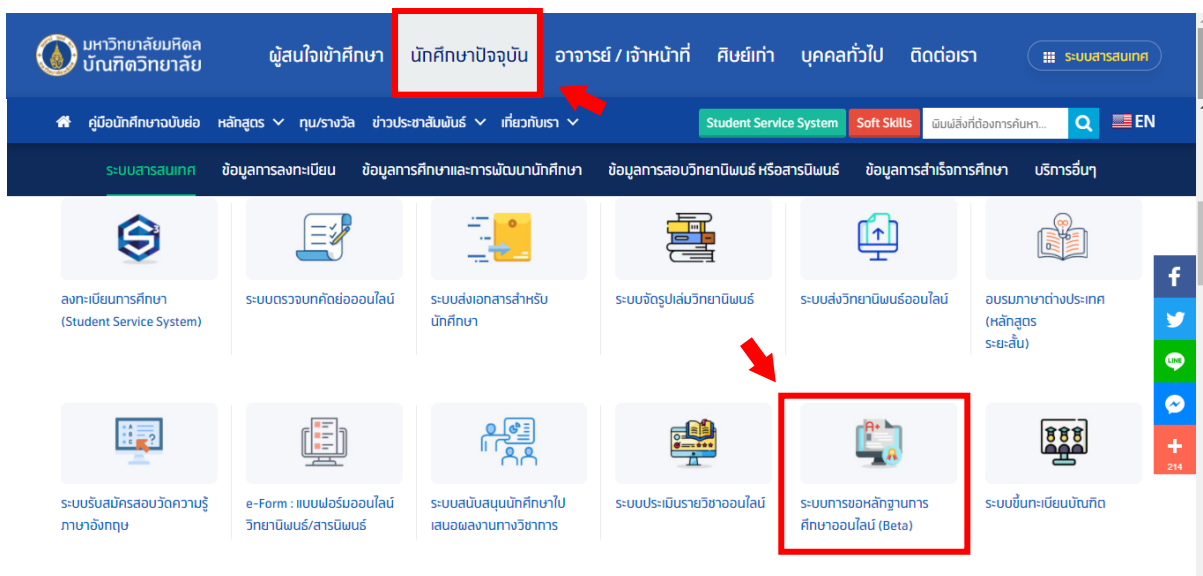 มหาวิทยาลัยมหิดล
บัณฑิตวิทยาลัย
ผู้สนใจเข้าศึกษา นักศึกษาปัจจุบัน อาจารย์ / เจ้าหน้าที่ ศิษย์เก่า บุคคลทั่วไป ติดต่อเรา ระบบสารสนเทศ
คู่มือนักศึกษาฉบับย่อ หลักสูตร ทุน/รางวัล ข่าวประชาสัมพันธ์ เกี่ยวกับเรา Student Service System Soft Skills พิมพ์สิ่งที่ต้องการค้นหา... EN
ระบบสารสนเทศ ข้อมูลการลงทะเบียน ข้อมูลการศึกษาและการพัฒนานักศึกษา ข้อมูลการสอบวิทยานิพนธ์ หรือสารนิพนธ์ ข้อมูลการสำเร็จการศึกษา บริการอื่นๆ
ลงทะเบียนการศึกษา
(Student Service System)
ระบบตรวจบทคัดย่อออนไลน์
ระบบส่งเอกสารสำหรับ
นักศึกษา
ระบบจัดรูปเล่มวิทยานิพนธ์
ระบบส่งวิทยานิพนธ์ออนไลน์
อบรมภาษาต่างประเทศ
(หลักสูตร
ระยะสั้น)
LINE
A+
ระบบรับสมัครสอบวัดความรู้
ภาษาอังกฤษ
e-Form : แบบฟอร์มออนไลน์
วิทยานิพนธ์/สารนิพนธ์
ระบบสนับสนุนนักศึกษาไป
เสนอผลงานทางวิชาการ
ระบบประเมินรายวิชาออนไลน์
ระบบการขอหลักฐานการ
ศึกษาออนไลน์ (Beta)
ระบบขึ้นทะเบียนบัณฑิต
214